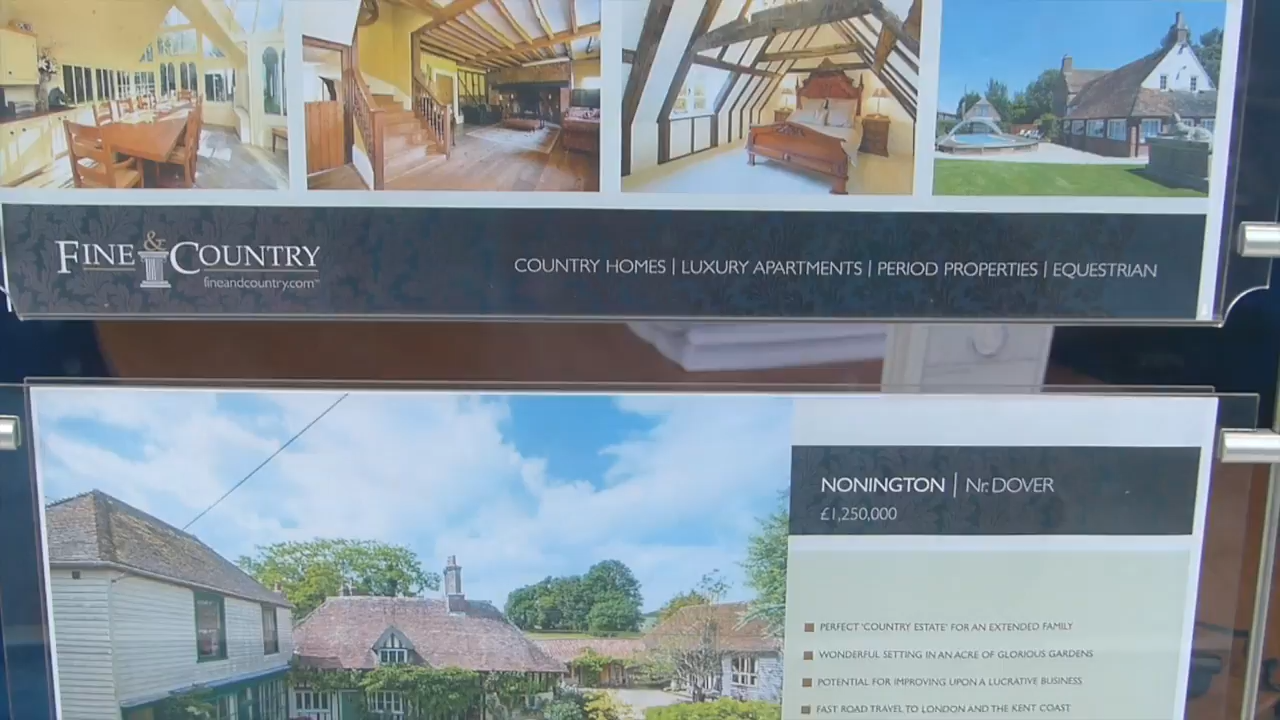 FINE & COUNTRY
fineandcountry.com™
COUNTRY HOMES | LUXURY APARTMENTS | PERIOD PROPERTIES | EQUESTRIAN
NONINGTON | Nr. DOVER
£1,250,000
PERFECT 'COUNTRY ESTATE' FOR AN EXTENDED FAMILY
WONDERFUL SETTING IN AN ACRE OF GLORIOUS GARDENS
POTENTIAL FOR IMPROVING UPON A LUCRATIVE BUSINESS
FAST ROAD TRAVEL TO LONDON AND THE KENT COAST